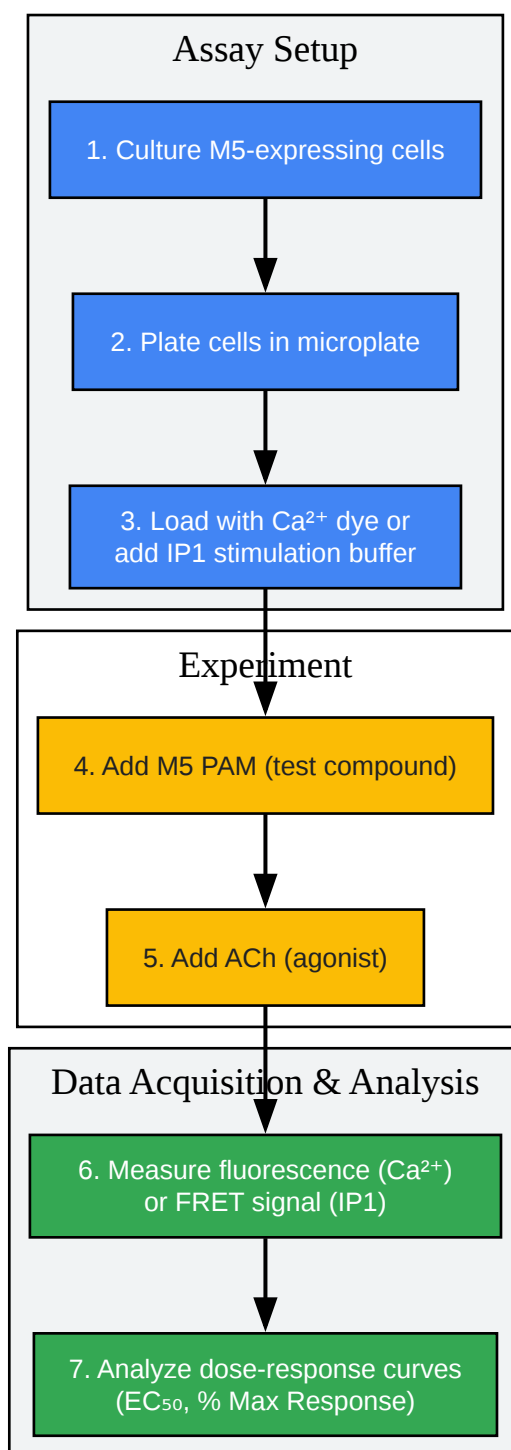 Assay Setup
1. Culture M5-expressing cells
2. Plate cells in microplate
3. Load with Ca²⁺ dye or
add IP1 stimulation buffer
Experiment
4. Add M5 PAM (test compound)
5. Add ACh (agonist)
Data Acquisition & Analysis
6. Measure fluorescence (Ca²⁺)
or FRET signal (IP1)
7. Analyze dose-response curves
(EC₅₀, % Max Response)